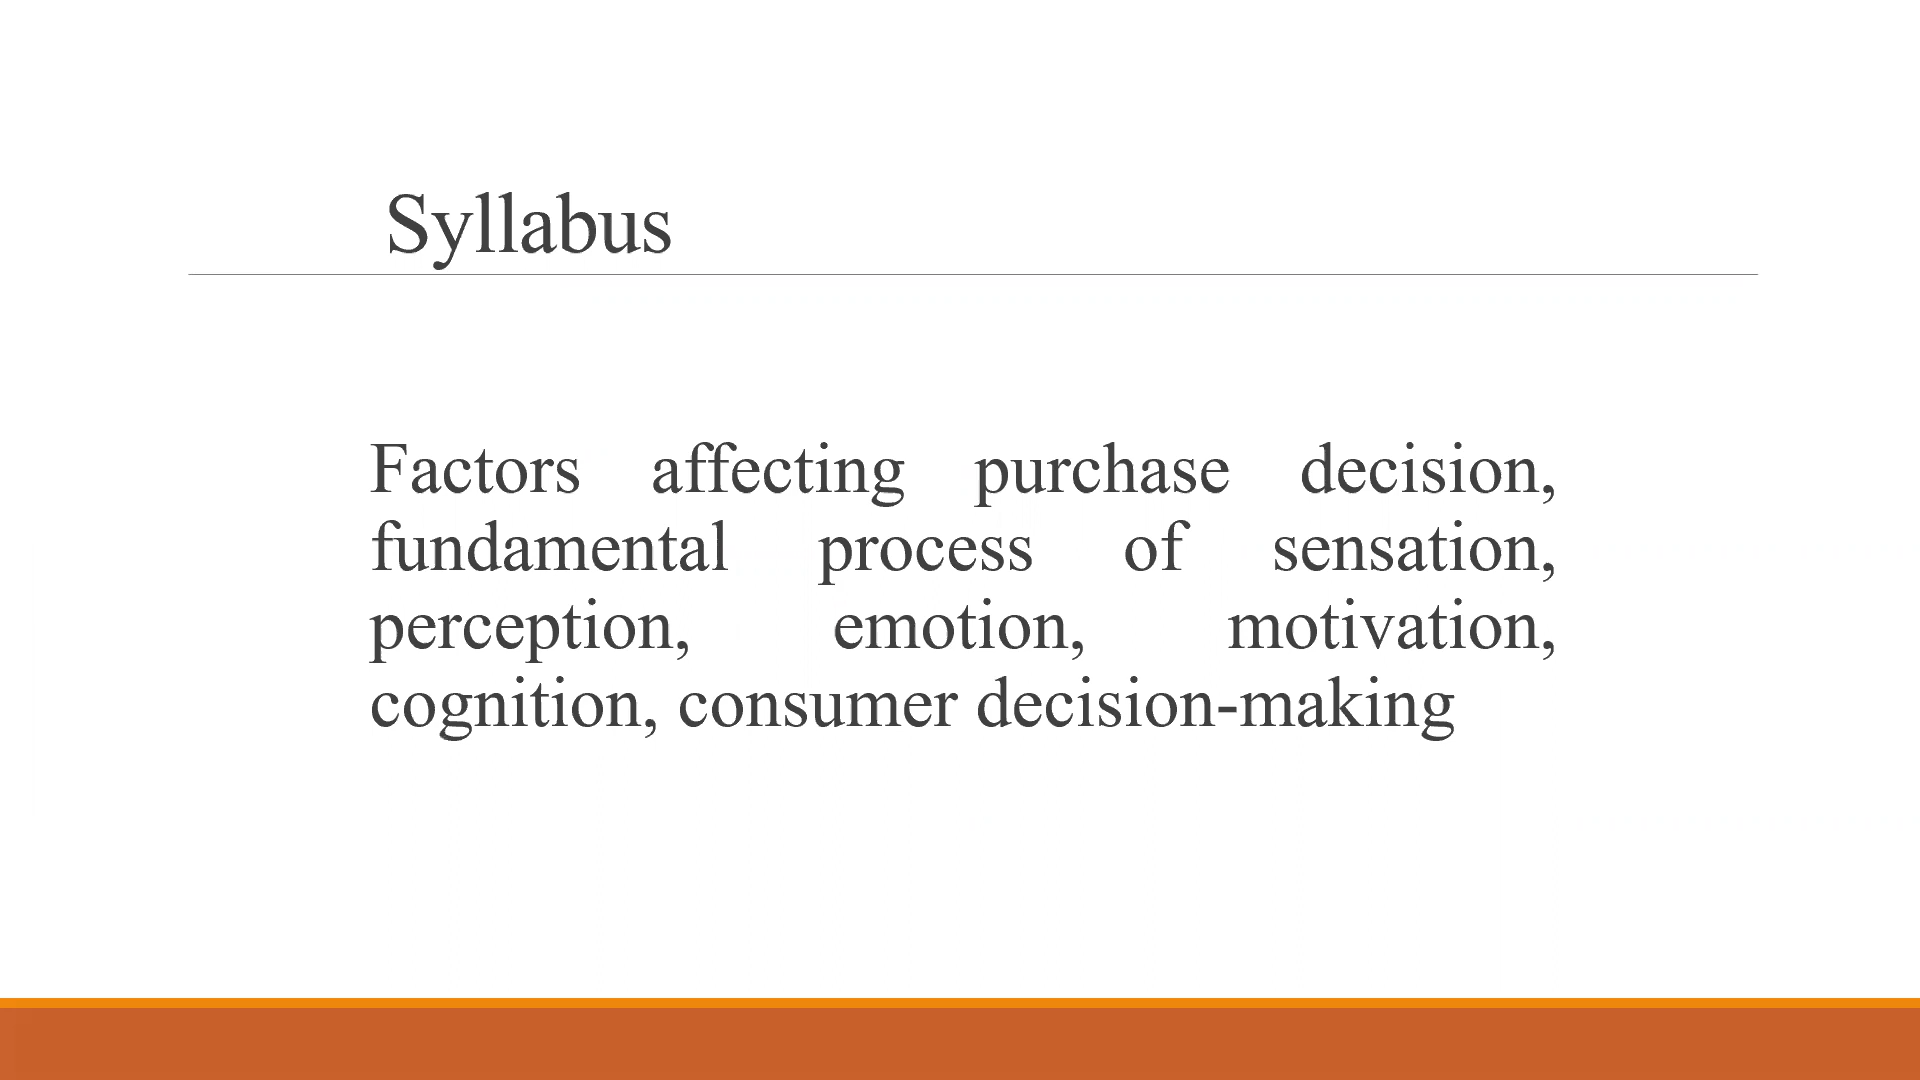 Syllabus
Factors affecting purchase decision,
fundamental process of sensation,
perception, emotion, motivation,
cognition, consumer decision-making